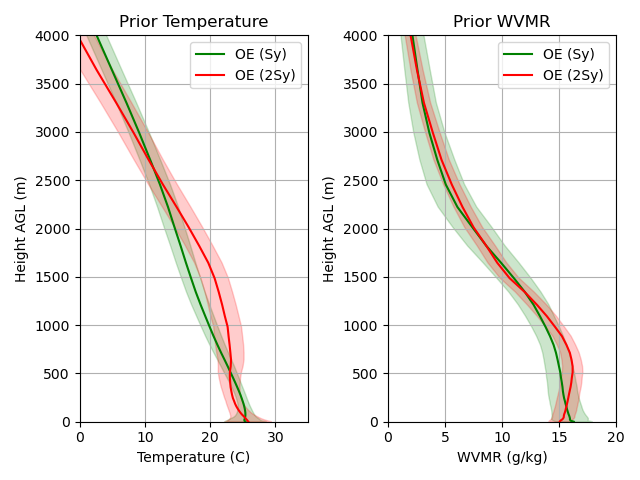 Prior Temperature
4000
3500
3000
2500
2000
1500
1000
500
0
Height AGL (m)
OE (Sy)
OE (2Sy)
0
10
20
30
Temperature (C)
Prior WVMR
4000
3500
3000
2500
2000
1500
1000
500
0
Height AGL (m)
OE (Sy)
OE (2Sy)
0
5
10
15
20
WVMR (g/kg)